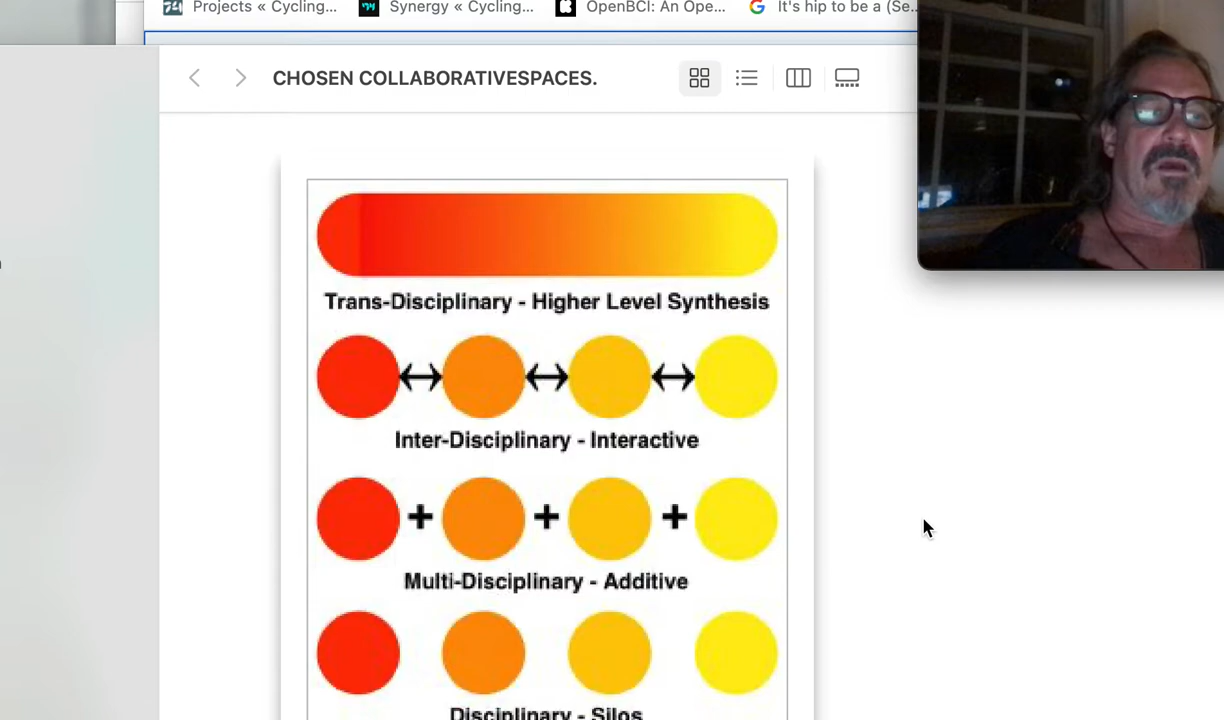 Projects « Cycling...
Synergy « Cycling...
OpenBCI: An Ope...
It's hip to be a (Se...
CHOSEN COLLABORATIVESPACES.
Trans-Disciplinary - Higher Level Synthesis
Inter-Disciplinary - Interactive
Multi-Disciplinary - Additive
Disciplinary - Silos